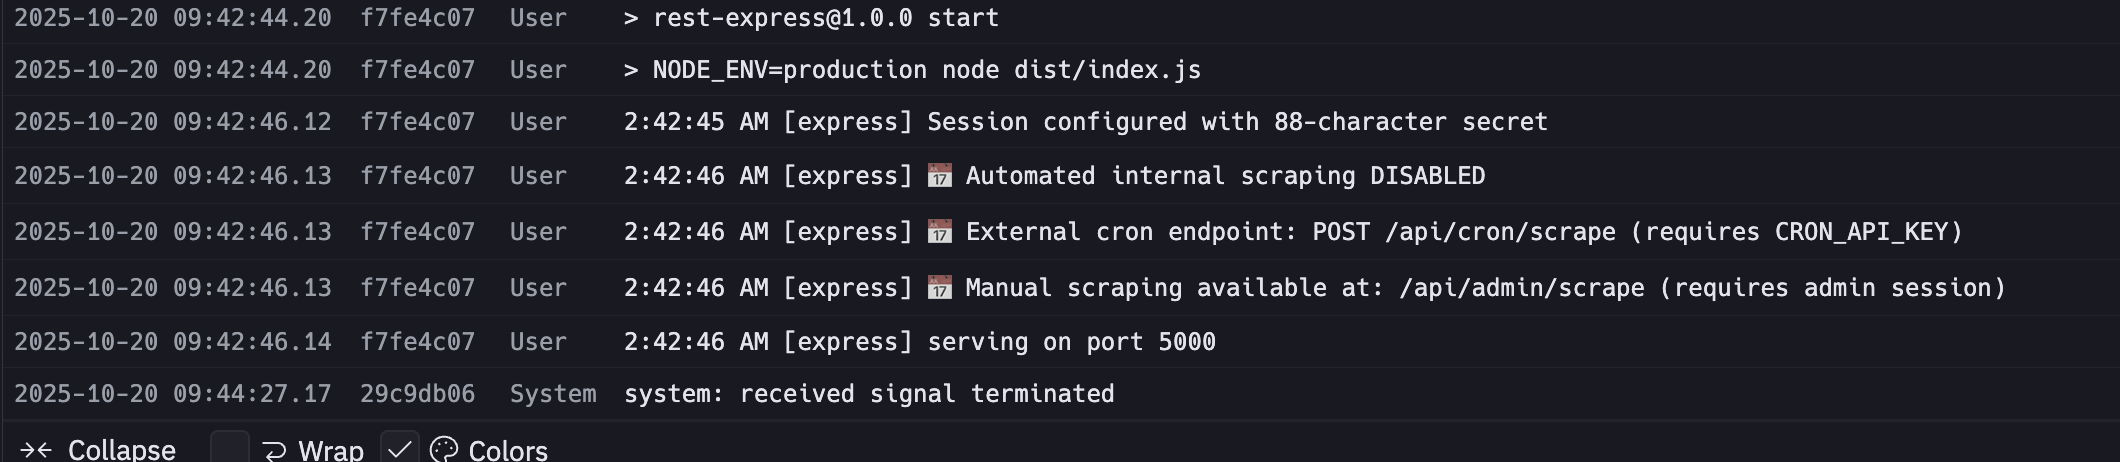 2025-10-20 09:42:44.20 f7fe4c07 User > rest-express@1.0.0 start
2025-10-20 09:42:44.20 f7fe4c07 User > NODE_ENV=production node dist/index.js
2025-10-20 09:42:46.12 f7fe4c07 User 2:42:45 AM [express] Session configured with 88-character secret
2025-10-20 09:42:46.13 f7fe4c07 User 2:42:46 AM [express] 📅 Automated internal scraping DISABLED
2025-10-20 09:42:46.13 f7fe4c07 User 2:42:46 AM [express] 📅 External cron endpoint: POST /api/cron/scrape (requires CRON_API_KEY)
2025-10-20 09:42:46.13 f7fe4c07 User 2:42:46 AM [express] 📅 Manual scraping available at: /api/admin/scrape (requires admin session)
2025-10-20 09:42:46.14 f7fe4c07 User 2:42:46 AM [express] serving on port 5000
2025-10-20 09:44:27.17 29c9db06 System system: received signal terminated
Collapse Wrap Colors